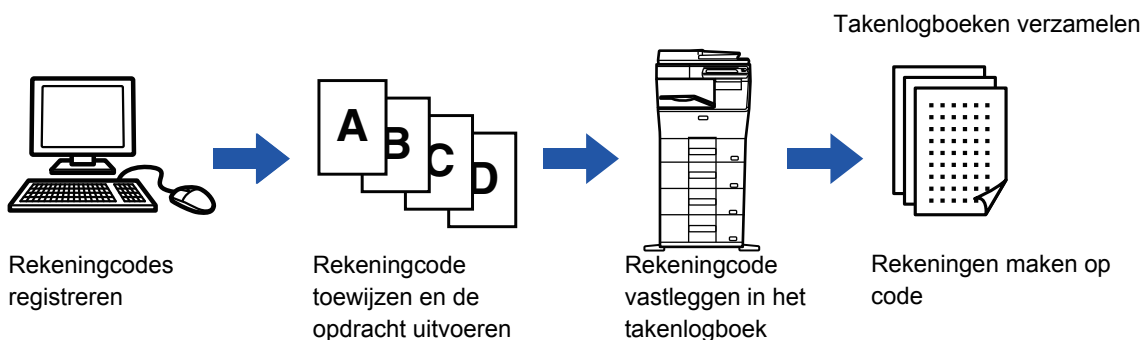 Takenlogboeken verzamelen
A
B
C
D
Rekeningcodes
registreren
Rekeningcode
toewijzen en de
opdracht uitvoeren
Rekeningcode
vastleggen in het
takenlogboek
Rekeningen maken op
code